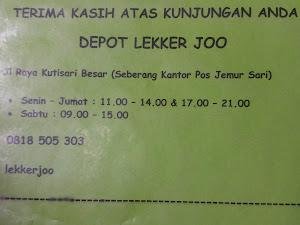 TERIMA KASIH ATAS KUNJUNGAN ANDA
DEPOT LEKKER JOO
Jl Raya Kutisari Besar (Seberang Kantor Pos Jemur Sari)
• Senin - Jumat : 11.00 - 14.00 & 17.00 - 21.00
• Sabtu : 09.00 - 15.00
0818 505 303
lekkerjoo